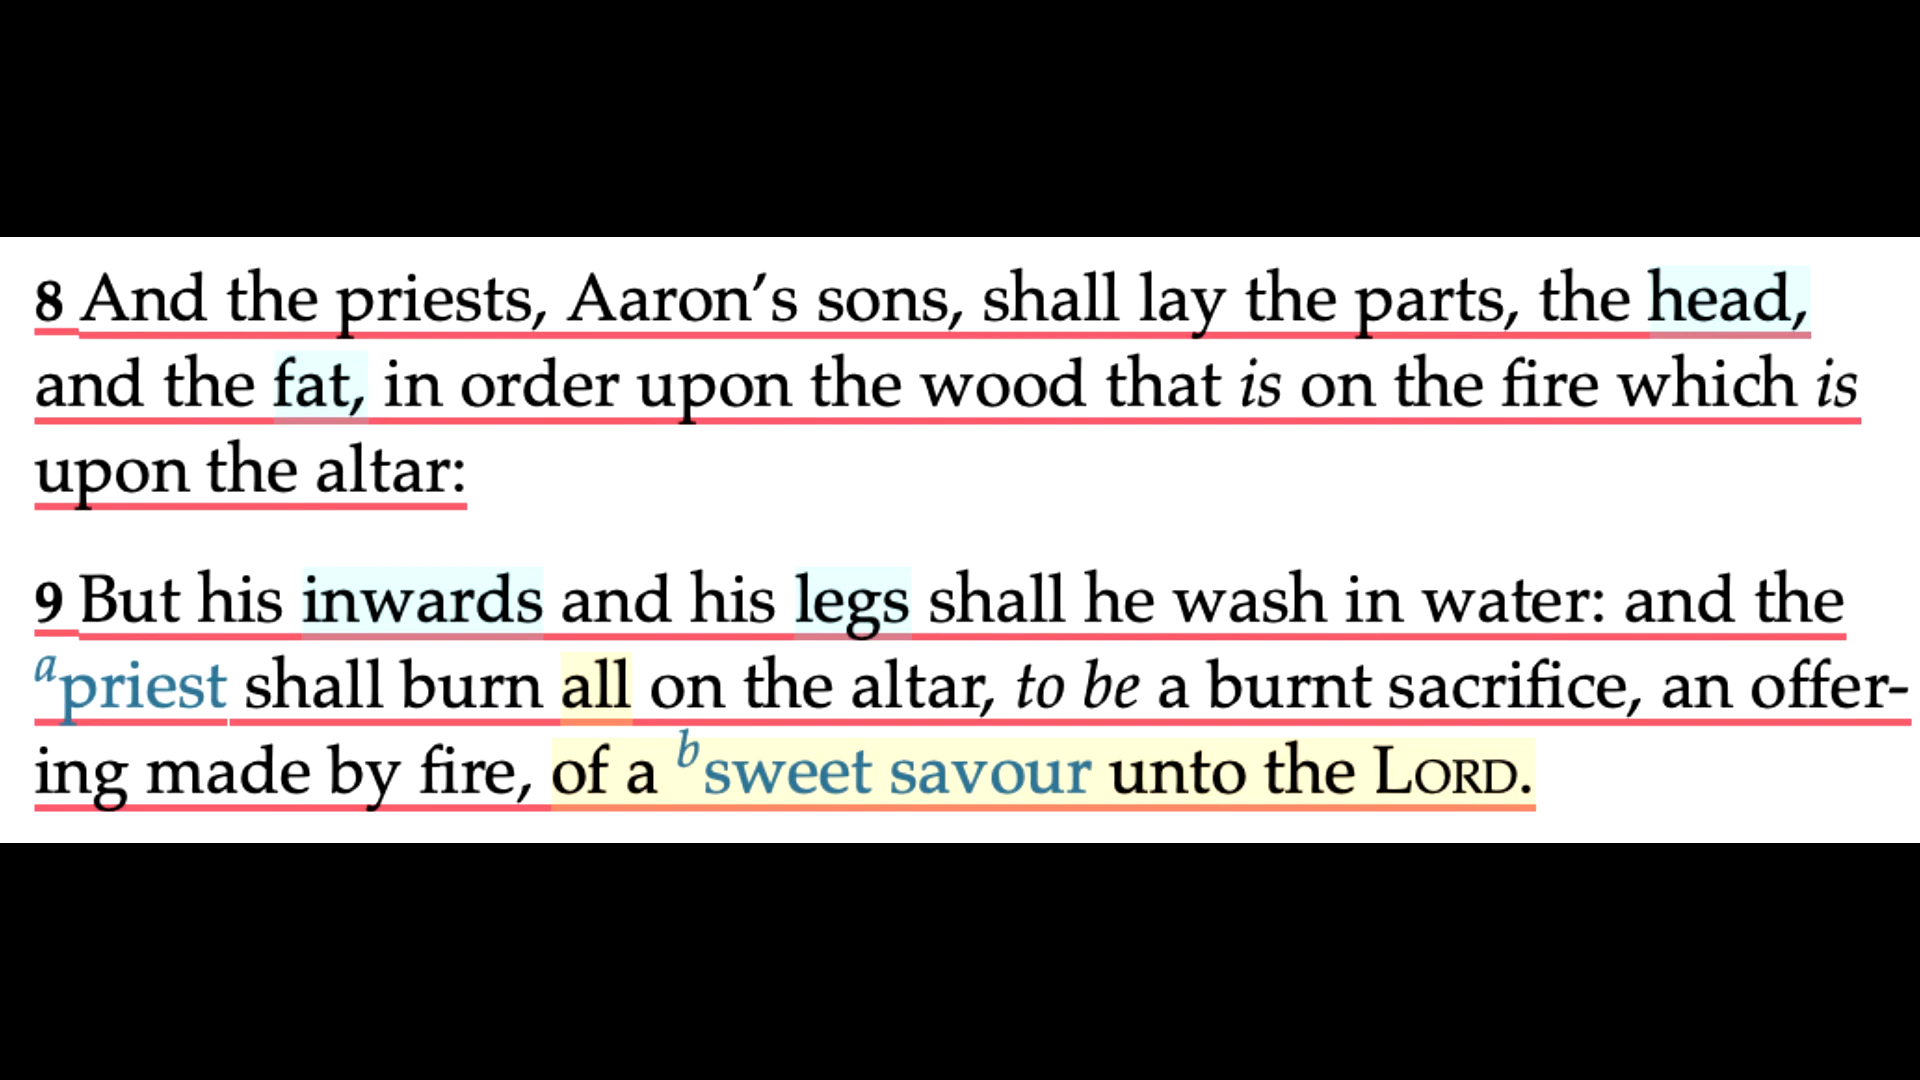 8 And the priests, Aaron’s sons, shall lay the parts, the head,
and the fat, in order upon the wood that is on the fire which is
upon the altar:
9 But his inwards and his legs shall he wash in water: and the
a priest shall burn all on the altar, to be a burnt sacrifice, an offer-
ing made by fire, of a b sweet savour unto the LORD.